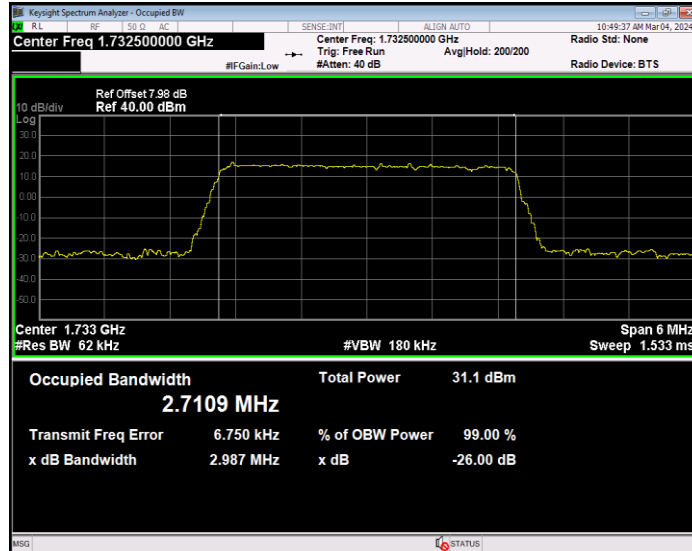 Keysight Spectrum Analyzer - Occupied BW
RL RF 50 Ω AC SENSE:INT ALIGN AUTO 10:49:37 AM Mar 04, 2024
Center Freq 1.732500000 GHz Center Freq: 1.732500000 GHz Radio Std: None
Trig: Free Run Avg|Hold: 200/200
#IFGain:Low #Atten: 40 dB Radio Device: BTS
Ref Offset 7.98 dB
10 dB/div Ref 40.00 dBm
Log
30.0
20.0
10.0
0.00
-10.0
-20.0
-30.0
-40.0
-50.0
Center 1.733 GHz Span 6 MHz
#Res BW 62 kHz #VBW 180 kHz Sweep 1.533 ms
Occupied Bandwidth Total Power 31.1 dBm
2.7109 MHz
Transmit Freq Error 6.750 kHz % of OBW Power 99.00 %
x dB Bandwidth 2.987 MHz x dB -26.00 dB
MSG STATUS